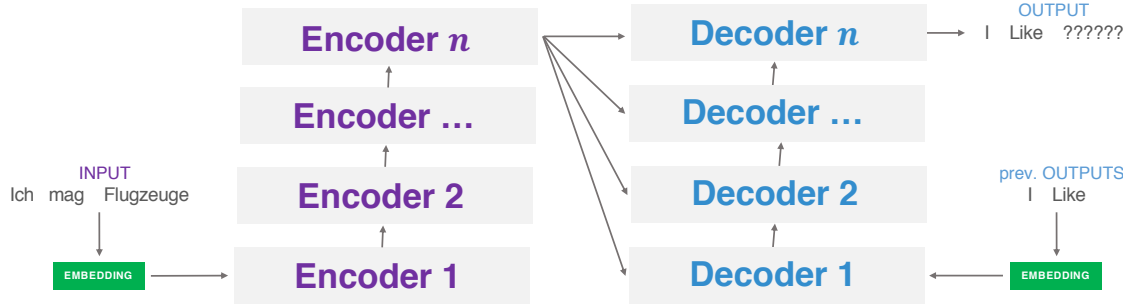 Encoder n
Encoder ...
Encoder 2
Encoder 1
INPUT
Ich mag Flugzeuge
EMBEDDING
Decoder n
Decoder ...
Decoder 2
Decoder 1
OUTPUT
I Like ??????
prev. OUTPUTS
I Like
EMBEDDING